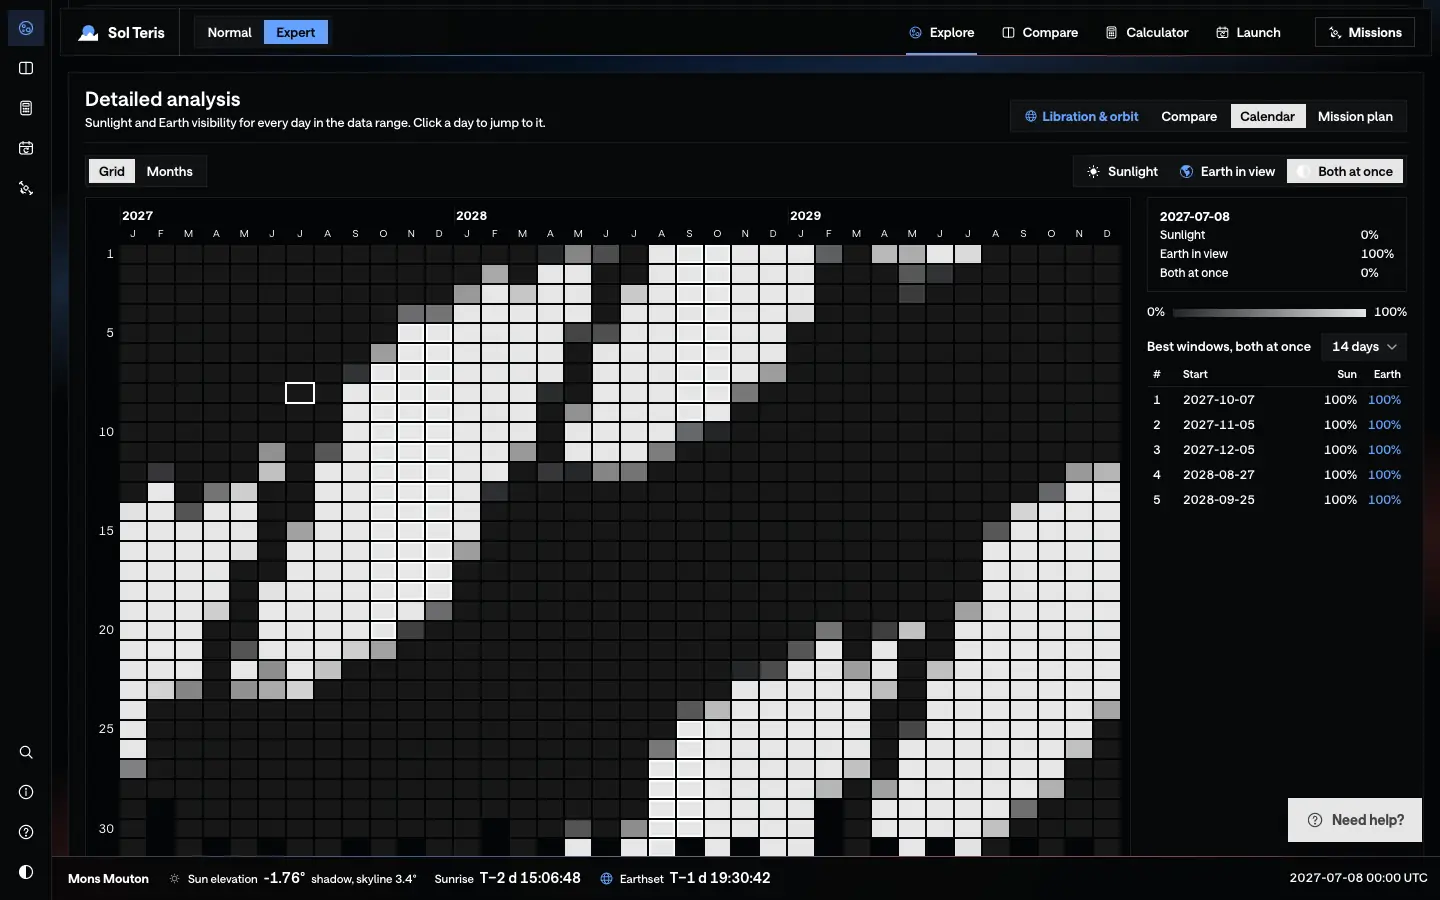 Sol Teris
Normal Expert
Explore Compare Calculator Launch Missions
Detailed analysis
Sunlight and Earth visibility for every day in the data range. Click a day to jump to it.
Libration & orbit Compare Calendar Mission plan
Grid Months
Sunlight Earth in view Both at once
2027 2028 2029
J F M A M J J A S O N D J F M A M J J A S O N D J F M A M J J A S O N D
1
5
10
15
20
25
30
2027-07-08
Sunlight 0%
Earth in view 100%
Both at once 0%
0% 100%
Best windows, both at once 14 days
# Start Sun Earth
1 2027-10-07 100% 100%
2 2027-11-05 100% 100%
3 2027-12-05 100% 100%
4 2028-08-27 100% 100%
5 2028-09-25 100% 100%
Need help?
Mons Mouton Sun elevation -1.76° shadow, skyline 3.4° Sunrise T−2 d 15:06:48 Earthset T−1 d 19:30:42 2027-07-08 00:00 UTC